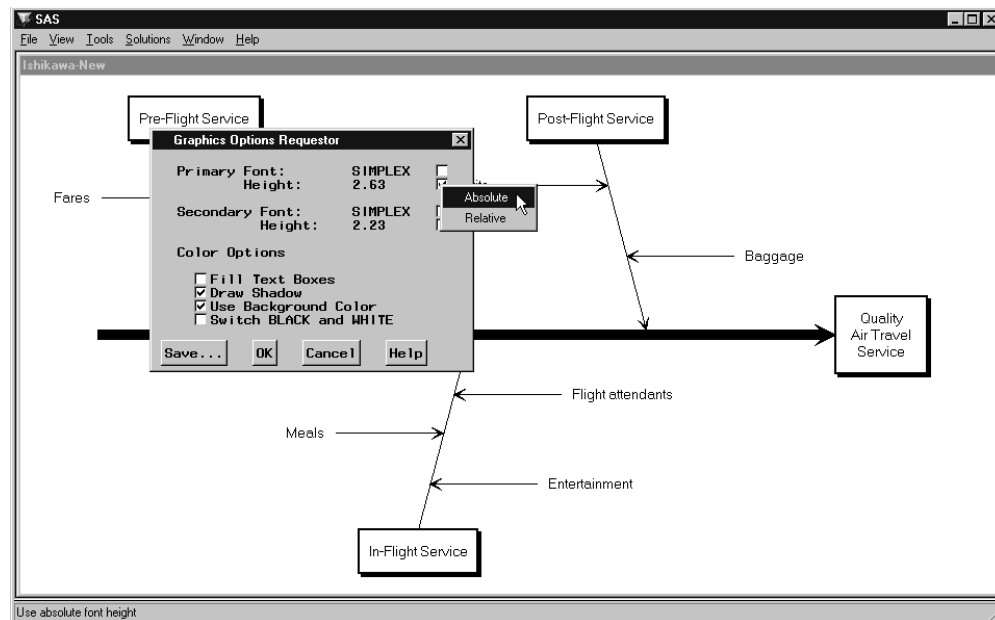 SAS
File View Tools Solutions Window Help
Ishikawa-New
Pre-Flight Service
Post-Flight Service
Graphics Options Requestor
Primary Font: SIMPLEX
Height: 2.63
Absolute
Relative
Fares
Secondary Font: SIMPLEX
Height: 2.23
Color Options
Baggage
Fill Text Boxes
Draw Shadow
Use Background Color
Switch BLACK and WHITE
Quality
Air Travel
Service
Save... OK Cancel Help
Flight attendants
Meals
Entertainment
In-Flight Service
Use absolute font height